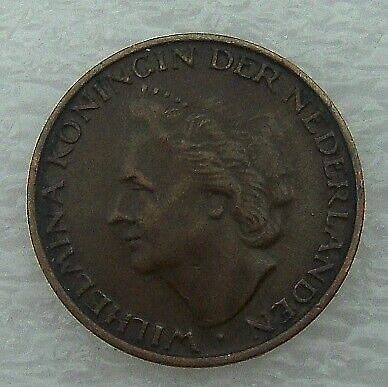 WILHELMINA KONINGIN DER NEDERLANDEN ·